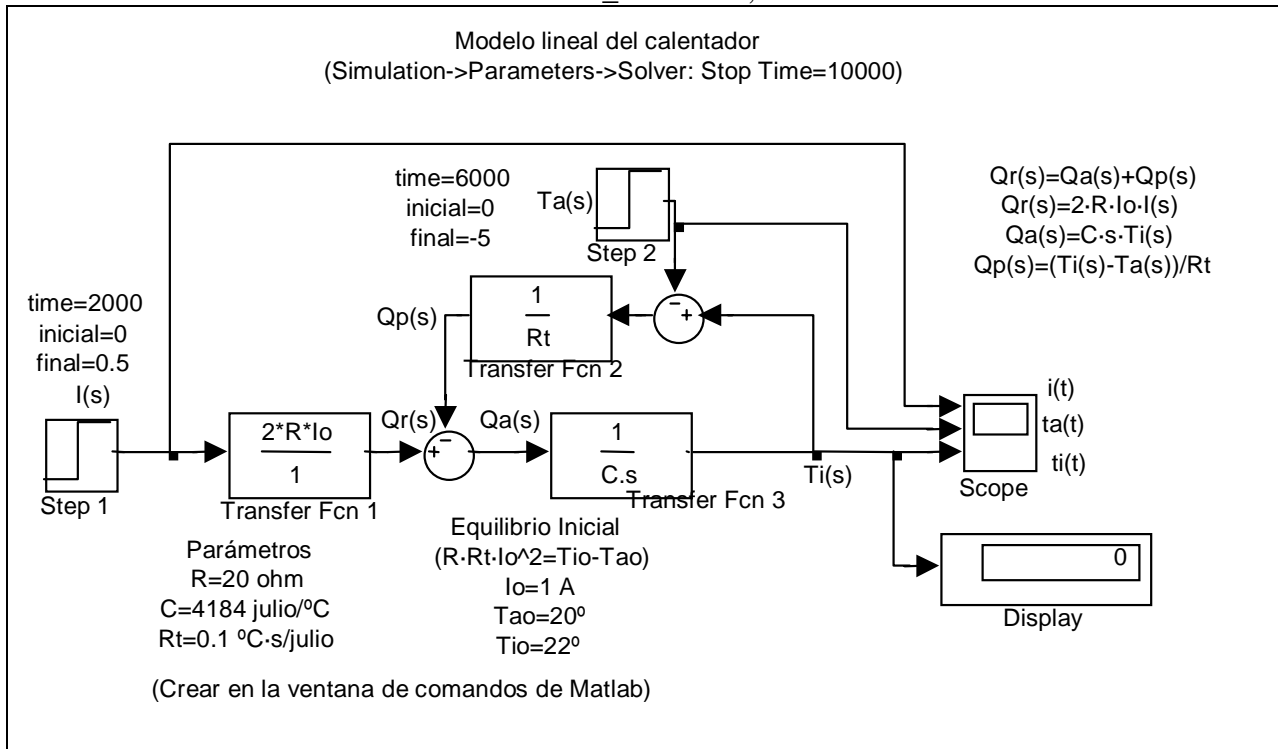 Modelo lineal del calentador
(Simulation->Parameters->Solver: Stop Time=10000)
time=6000
inicial=0
final=-5
Ta(s)
Step 2
Qr(s)=Qa(s)+Qp(s)
Qr(s)=2·R·Io·I(s)
Qa(s)=C·s·Ti(s)
Qp(s)=(Ti(s)-Ta(s))/Rt
time=2000
inicial=0
final=0.5
I(s)
Step 1
Qp(s)
1
Rt
Transfer Fcn 2
-
+
2*R*Io
1
Transfer Fcn 1
Qr(s)
+
-
Qa(s)
1
C.s
Transfer Fcn 3
Ti(s)
i(t)
ta(t)
ti(t)
Scope
0
Display
Parámetros
R=20 ohm
C=4184 julio/ºC
Rt=0.1 ºC·s/julio
Equilibrio Inicial
(R·Rt·Io^2=Tio-Tao)
Io=1 A
Tao=20º
Tio=22º
(Crear en la ventana de comandos de Matlab)